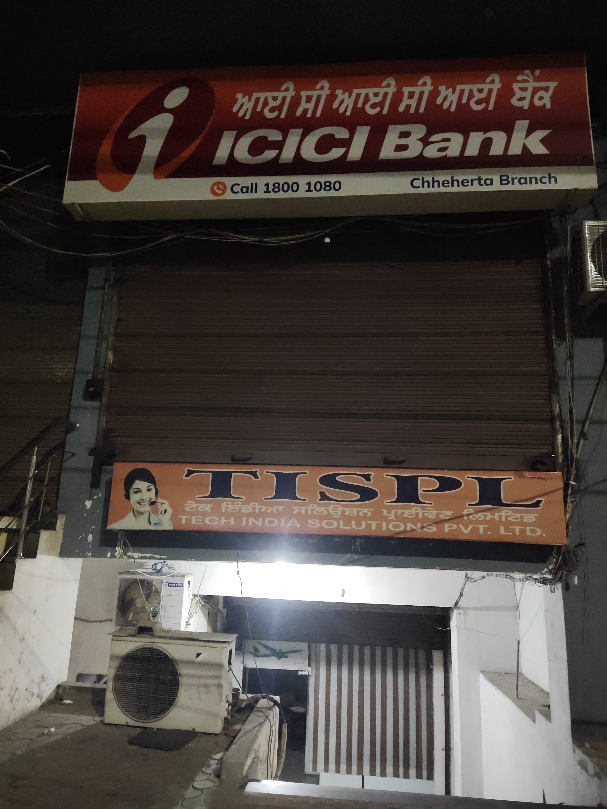 ਆਈ ਸੀ ਆਈ ਸੀ ਆਈ ਬੈਂਕ
ICICI Bank
Call 1800 1080 Chheherta Branch
TISPL
ਟੈਕ ਇੰਡੀਆ ਸਲਿਊਸ਼ਨ ਪ੍ਰਾਈਵੇਟ ਲਿਮਟਿਡ
TECH INDIA SOLUTIONS PVT. LTD.